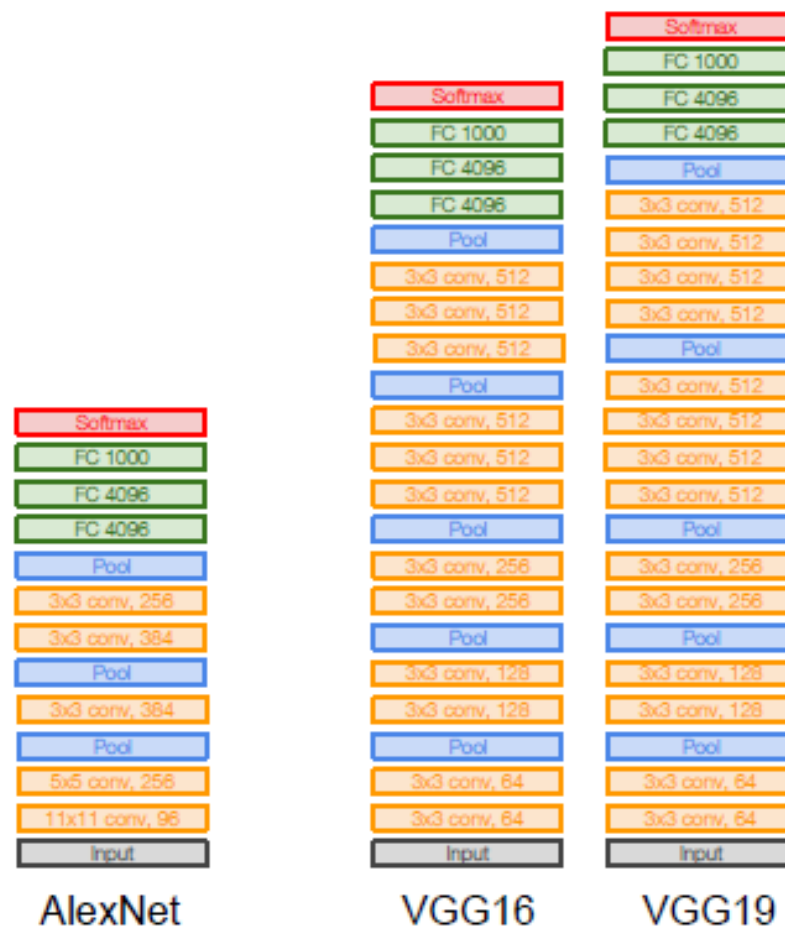 Softmax
FC 1000
FC 4096
FC 4096
Pool
3x3 conv, 256
3x3 conv, 384
Pool
3x3 conv, 384
Pool
5x5 conv, 256
11x11 conv, 96
Input
AlexNet
Softmax
FC 1000
FC 4096
FC 4096
Pool
3x3 conv, 512
3x3 conv, 512
3x3 conv, 512
Pool
3x3 conv, 512
3x3 conv, 512
3x3 conv, 512
Pool
3x3 conv, 256
3x3 conv, 256
Pool
3x3 conv, 128
3x3 conv, 128
Pool
3x3 conv, 64
3x3 conv, 64
Input
VGG16
Softmax
FC 1000
FC 4096
FC 4096
Pool
3x3 conv, 512
3x3 conv, 512
3x3 conv, 512
3x3 conv, 512
Pool
3x3 conv, 512
3x3 conv, 512
3x3 conv, 512
3x3 conv, 512
Pool
3x3 conv, 256
3x3 conv, 256
Pool
3x3 conv, 128
3x3 conv, 128
Pool
3x3 conv, 64
3x3 conv, 64
Input
VGG19